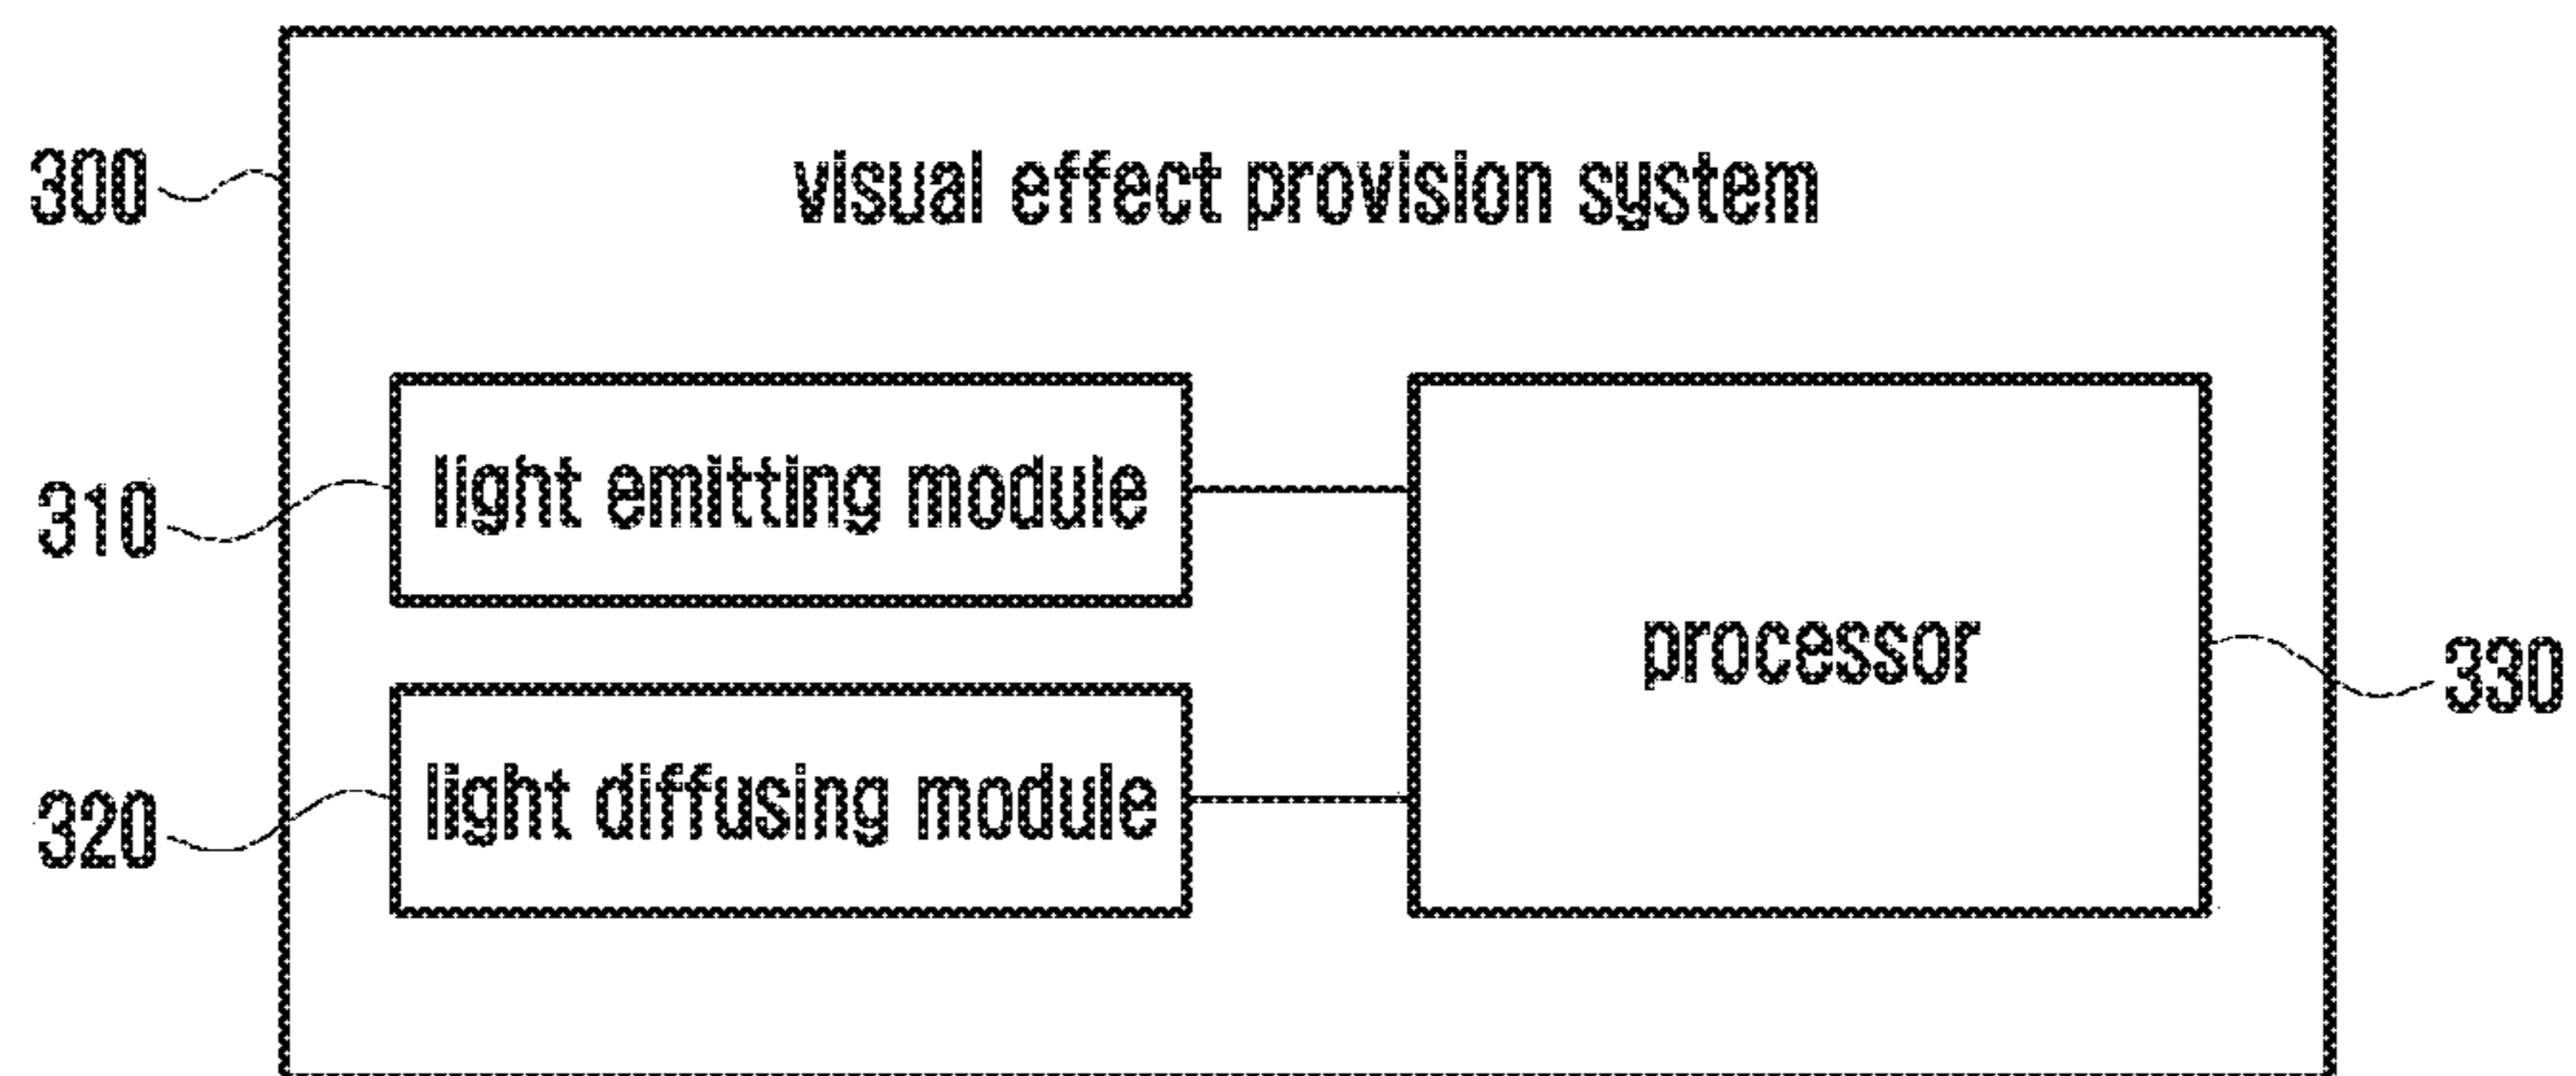 300
visual effect provision system
310
light emitting module
processor
330
320
light diffusing module